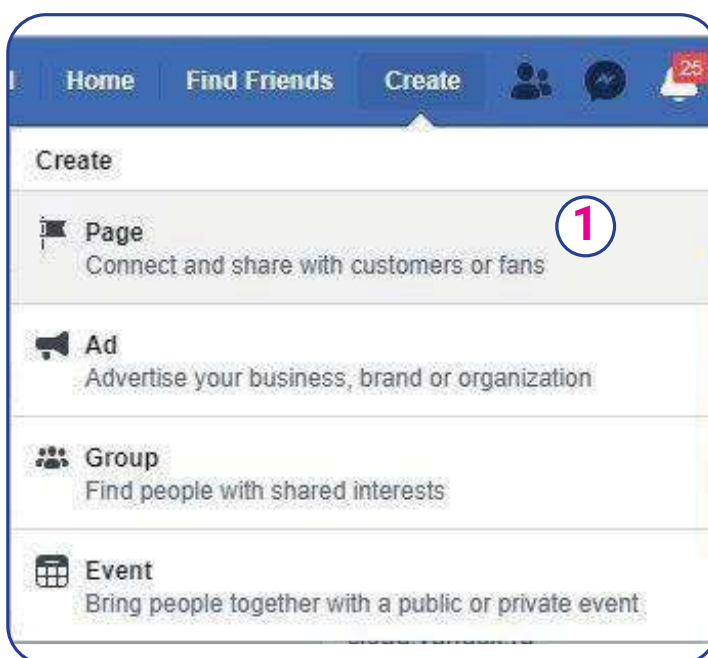 Home Find Friends Create 25
Create
Page
Connect and share with customers or fans
1
Ad
Advertise your business, brand or organization
Group
Find people with shared interests
Event
Bring people together with a public or private event